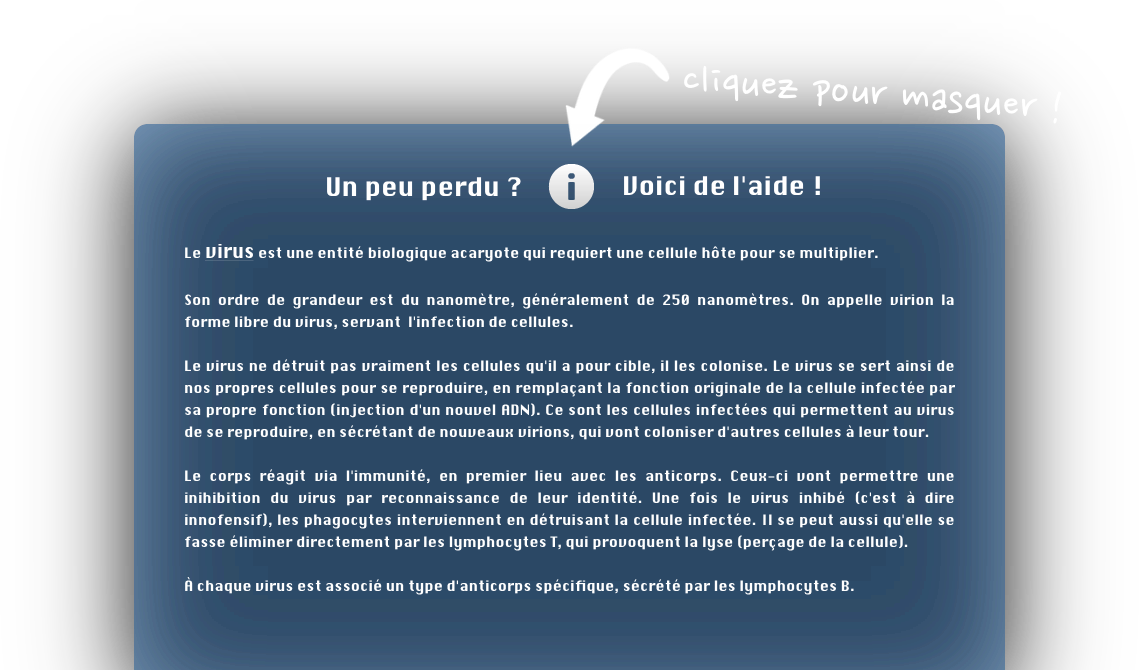 cliquez pour masquer !
Un peu perdu ? i Voici de l'aide !
Le virus est une entité biologique acaryote qui requiert une cellule hôte pour se multiplier.
Son ordre de grandeur est du nanomètre, généralement de 250 nanomètres. On appelle virion la
forme libre du virus, servant l'infection de cellules.
Le virus ne détruit pas vraiment les cellules qu'il a pour cible, il les colonise. Le virus se sert ainsi de
nos propres cellules pour se reproduire, en remplaçant la fonction originale de la cellule infectée par
sa propre fonction (injection d'un nouvel ADN). Ce sont les cellules infectées qui permettent au virus
de se reproduire, en sécrétant de nouveaux virions, qui vont coloniser d'autres cellules à leur tour.
Le corps réagit via l'immunité, en premier lieu avec les anticorps. Ceux-ci vont permettre une
inihibition du virus par reconnaissance de leur identité. Une fois le virus inhibé (c'est à dire
innofensif), les phagocytes interviennent en détruisant la cellule infectée. Il se peut aussi qu'elle se
fasse éliminer directement par les lymphocytes T, qui provoquent la lyse (perçage de la cellule).
À chaque virus est associé un type d'anticorps spécifique, sécrété par les lymphocytes B.